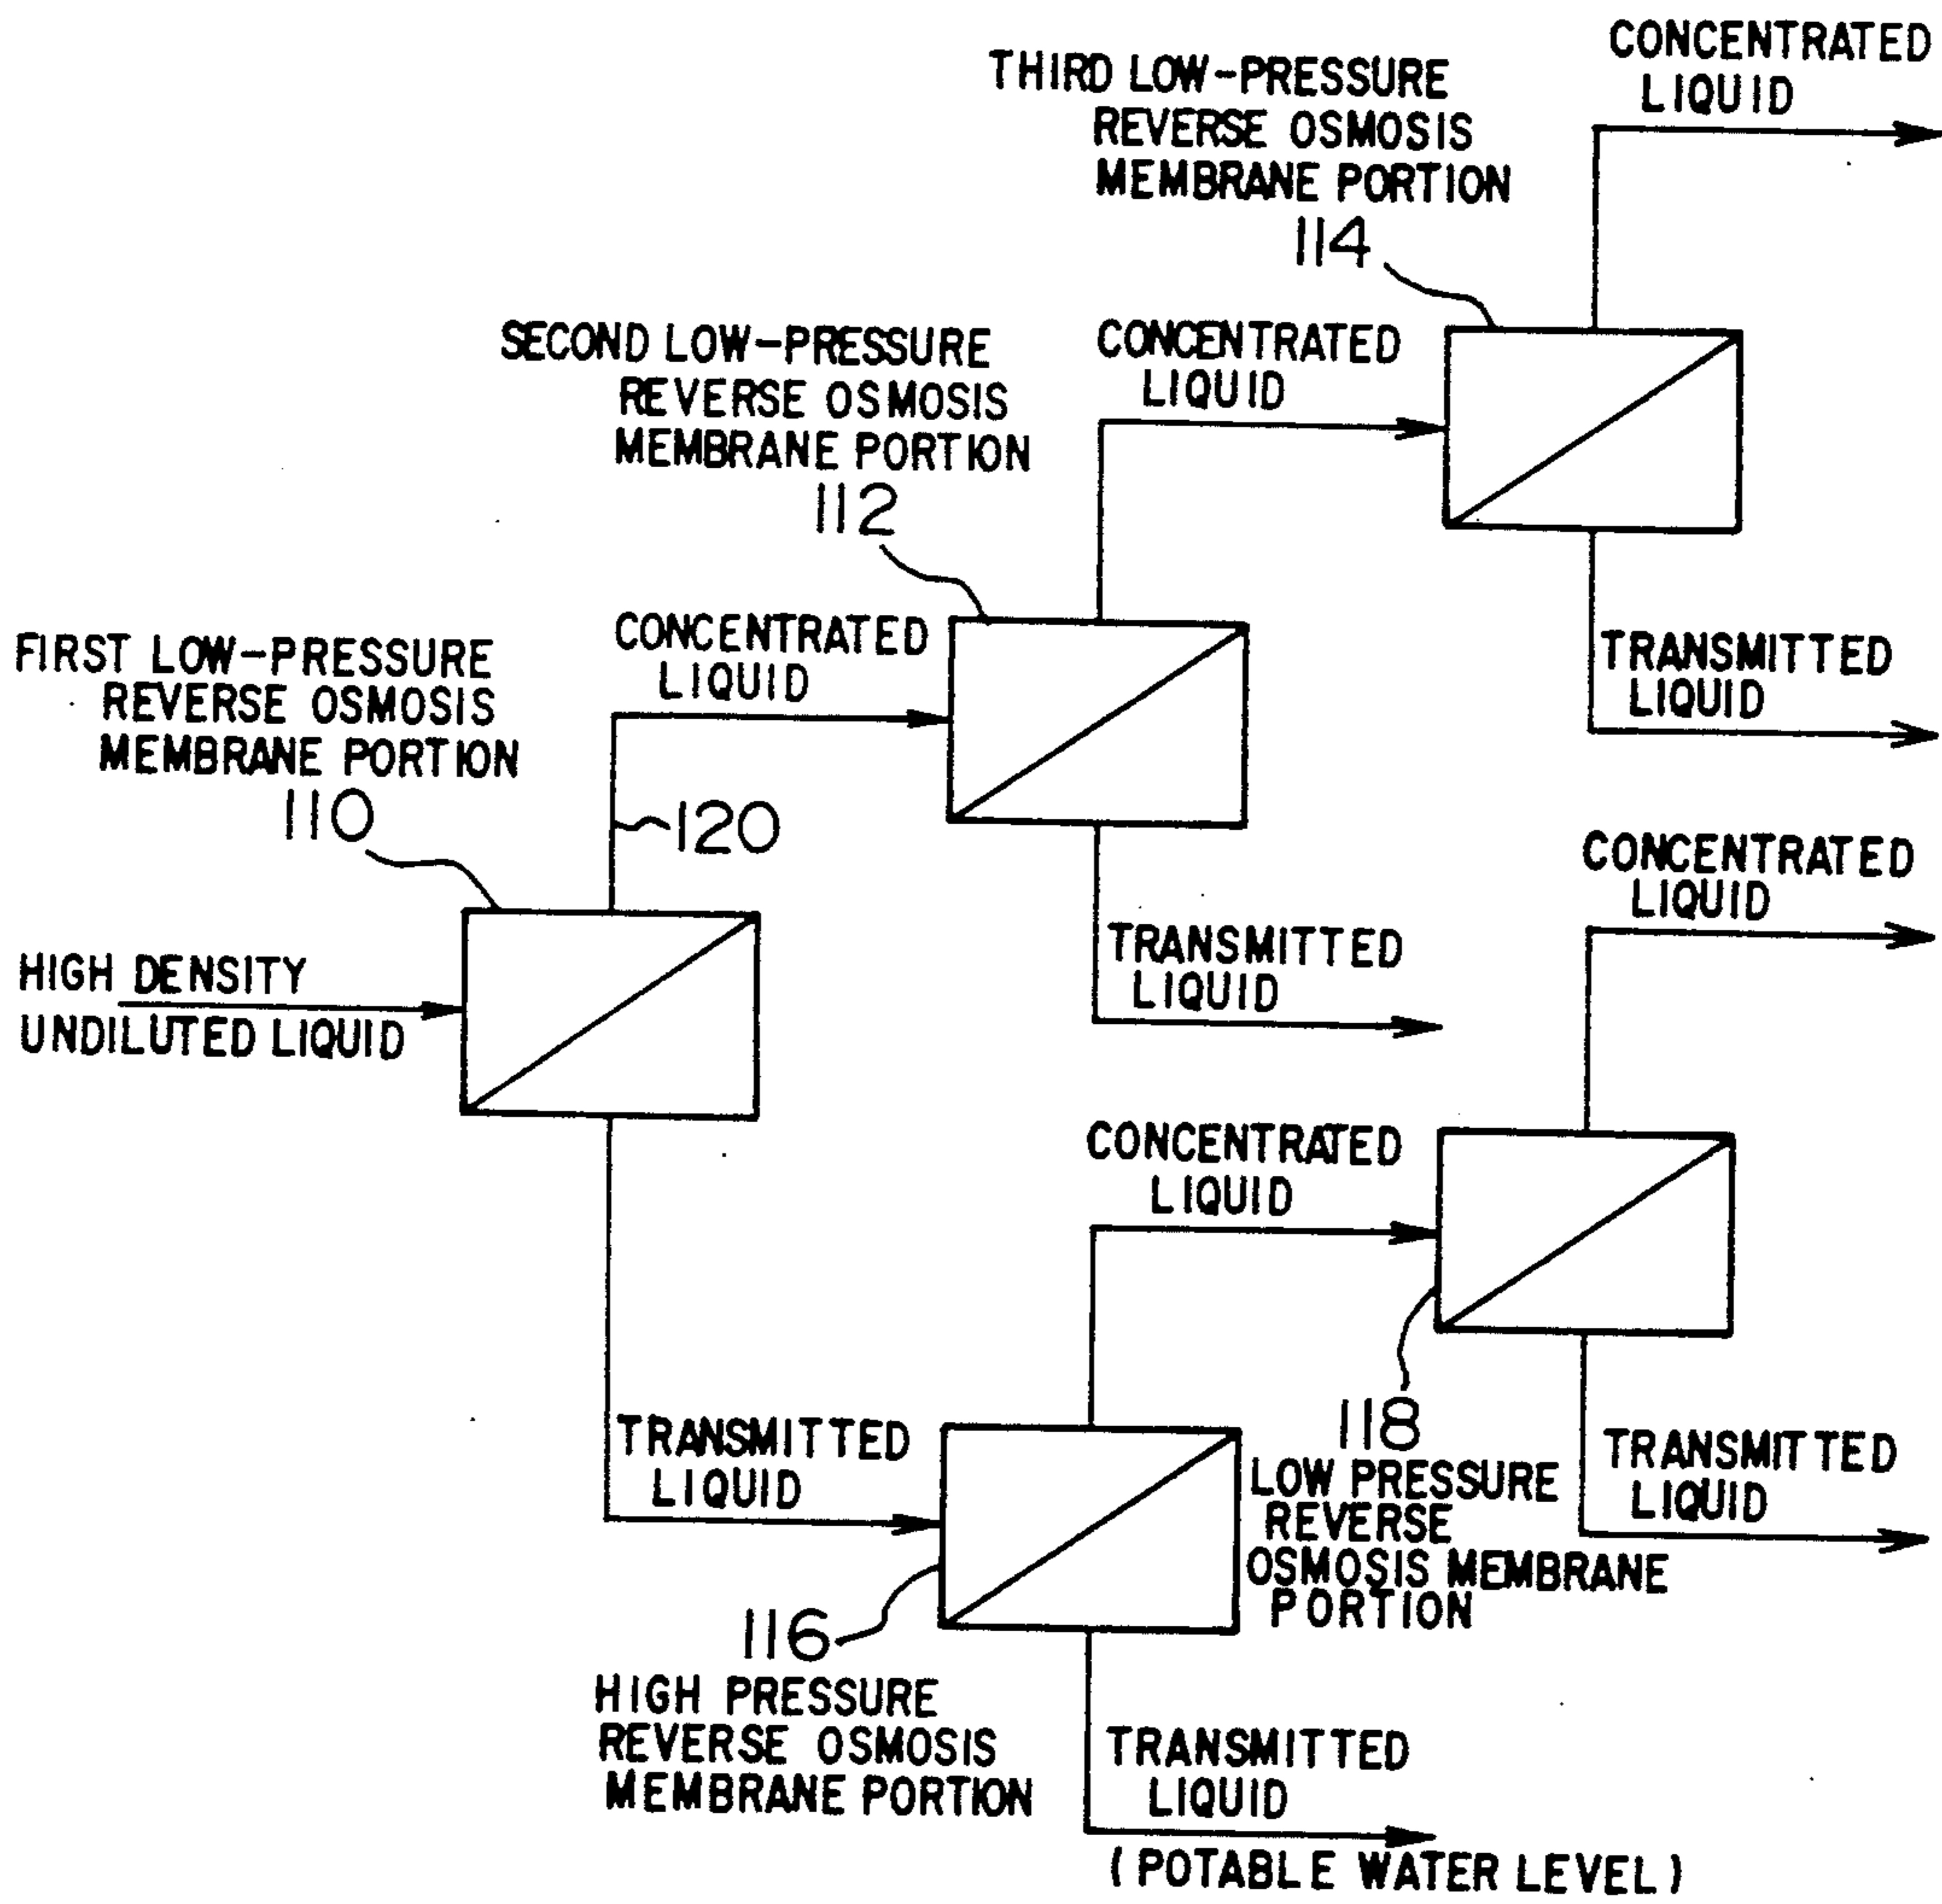 CONCENTRATED
LIQUID
THIRD LOW-PRESSURE
REVERSE OSMOSIS
MEMBRANE PORTION
114
SECOND LOW-PRESSURE
REVERSE OSMOSIS
MEMBRANE PORTION
112
CONCENTRATED
LIQUID
TRANSMITTED
LIQUID
FIRST LOW-PRESSURE
REVERSE OSMOSIS
MEMBRANE PORTION
110
CONCENTRATED
LIQUID
120
HIGH DENSITY
UNDILUTED LIQUID
TRANSMITTED
LIQUID
CONCENTRATED
LIQUID
CONCENTRATED
LIQUID
TRANSMITTED
LIQUID
118
LOW PRESSURE
REVERSE
OSMOSIS MEMBRANE
PORTION
TRANSMITTED
LIQUID
116
HIGH PRESSURE
REVERSE OSMOSIS
MEMBRANE PORTION
TRANSMITTED
LIQUID
(POTABLE WATER LEVEL)